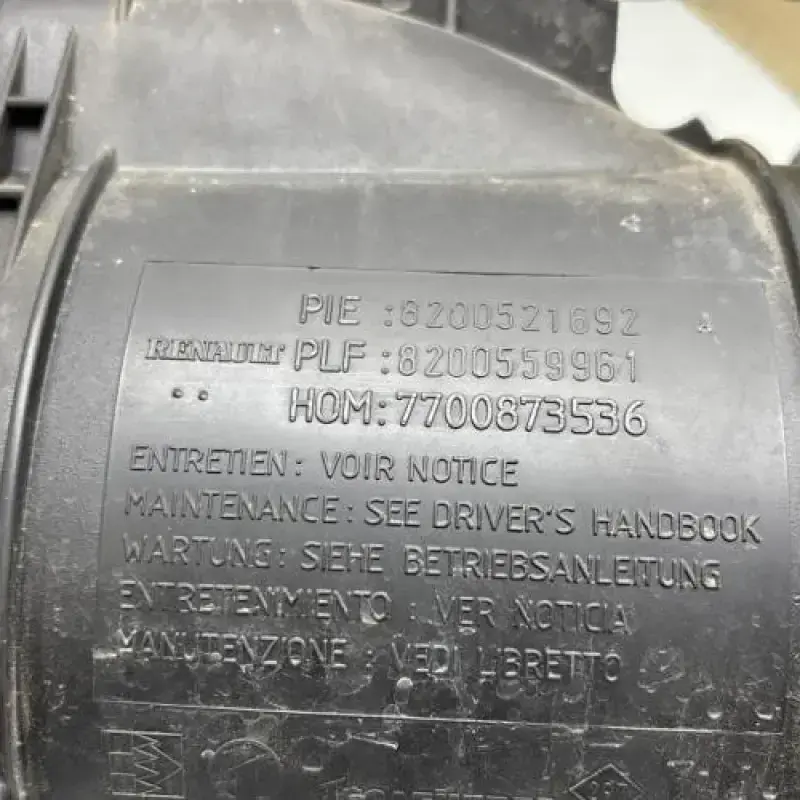 PIE :8200521692 A
RENAULT PLF :8200559961
HOM:7700873536
ENTRETIEN: VOIR NOTICE
MAINTENANCE: SEE DRIVER'S HANDBOOK
WARTUNG: SIEHE BETRIEBSANLEITUNG
ENTRETENIMIENTO : VER NOTICIA
MANUTENZIONE : VEDI LIBRETTO